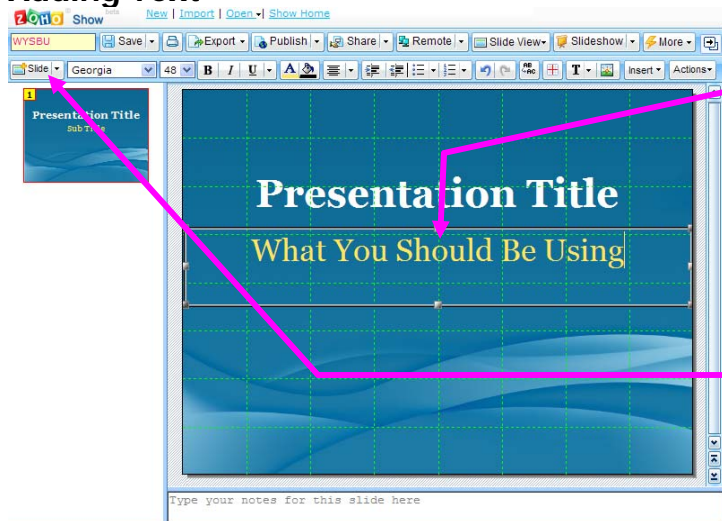 Adding Text
ZOHO Show beta New | Import | Open | Show Home
WYSBU Save Export Publish Share Remote Slide View Slideshow More
Slide Georgia 48 B I U A T Insert Actions
1
Presentation Title
Sub Title
Presentation Title
What You Should Be Using
Type your notes for this slide here